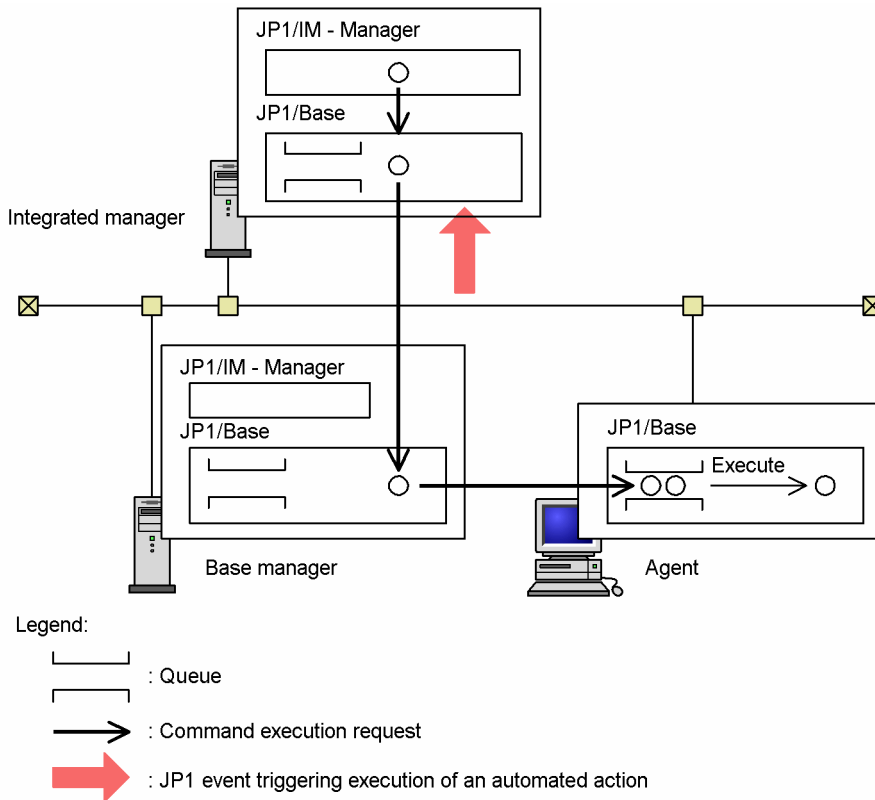 JP1/IM - Manager
JP1/Base
Integrated manager
JP1/IM - Manager
JP1/Base
Base manager
JP1/Base
Execute
Agent
Legend:
: Queue
: Command execution request
: JP1 event triggering execution of an automated action